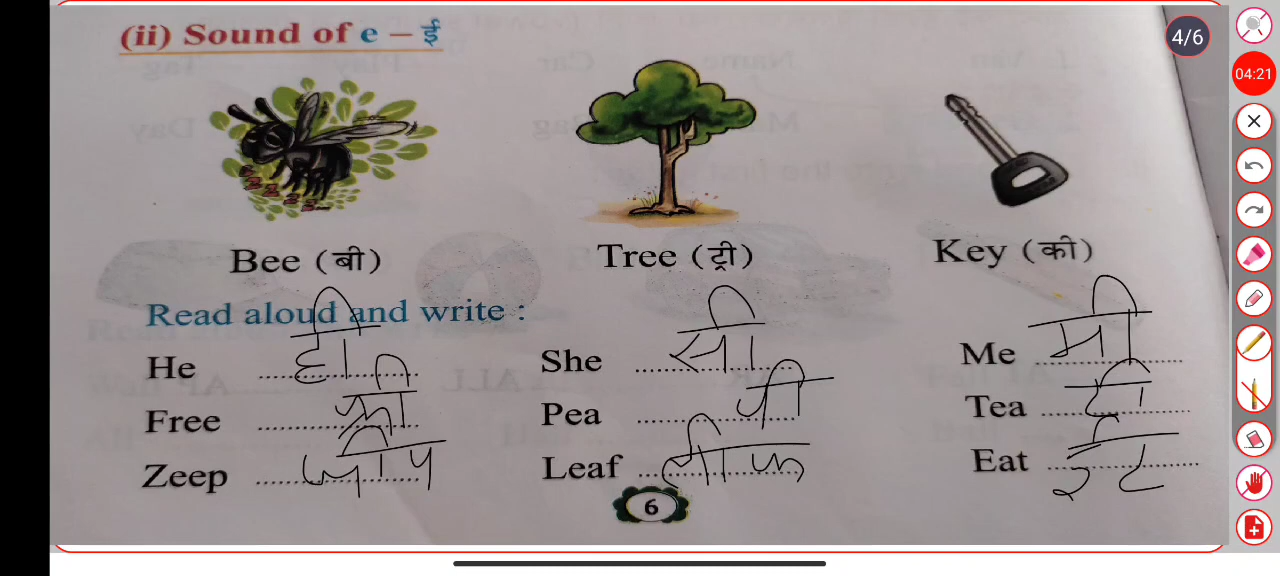 (ii) Sound of e – ई
4/6
04:21
Bee (बी) Tree (ट्री) Key (की)
Read aloud and write :
He ही She सी Me मी
Free फ्री Pea पी Tea टी
Zeep ज्यीप Leaf लीफ Eat ईट
6